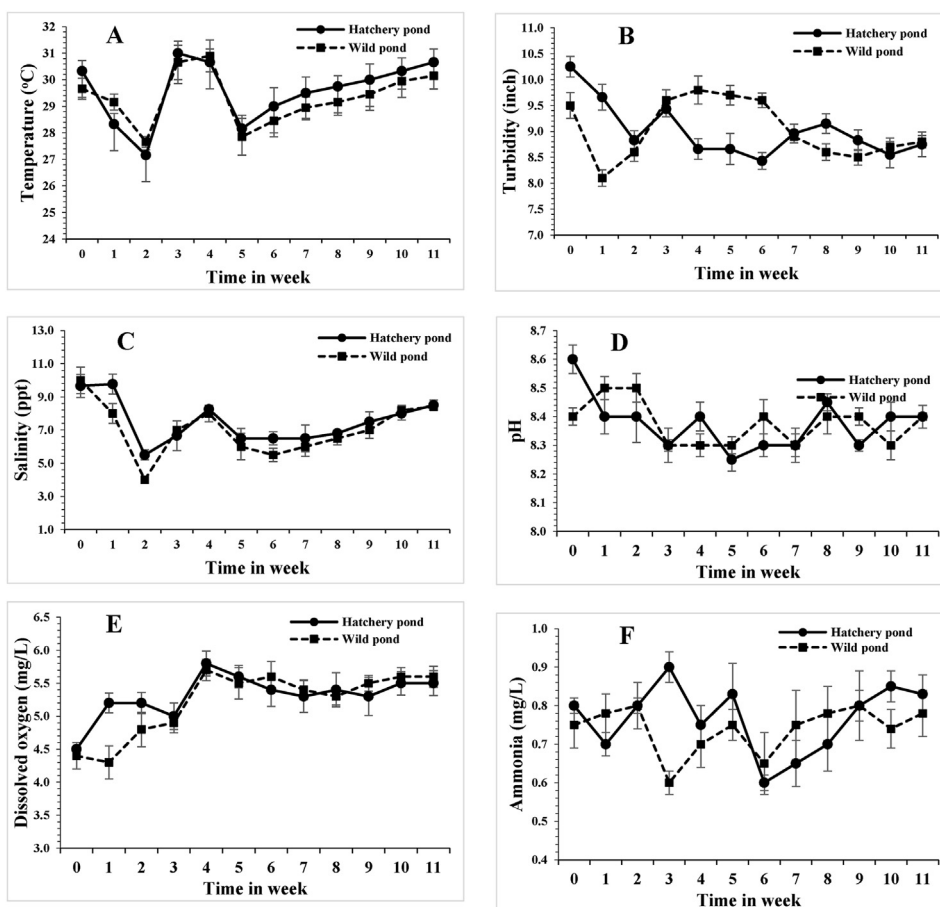 A
Hatchery pond
Wild pond
Temperature (°C)
32
31
30
29
28
27
26
25
24
0 1 2 3 4 5 6 7 8 9 10 11
Time in week
B
Hatchery pond
Wild pond
Turbidity (inch)
11.0
10.5
10.0
9.5
9.0
8.5
8.0
7.5
7.0
0 1 2 3 4 5 6 7 8 9 10 11
Time in week
C
Hatchery pond
Wild pond
Salinity (ppt)
13.0
11.0
9.0
7.0
5.0
3.0
1.0
0 1 2 3 4 5 6 7 8 9 10 11
Time in week
D
Hatchery pond
Wild pond
pH
8.7
8.6
8.5
8.4
8.3
8.2
8.1
8.0
0 1 2 3 4 5 6 7 8 9 10 11
Time in week
E
Hatchery pond
Wild pond
Dissolved oxygen (mg/L)
6.5
6.0
5.5
5.0
4.5
4.0
3.5
3.0
0 1 2 3 4 5 6 7 8 9 10 11
Time in week
F
Hatchery pond
Wild pond
Ammonia (mg/L)
1.0
0.9
0.8
0.7
0.6
0.5
0.4
0 1 2 3 4 5 6 7 8 9 10 11
Time in week